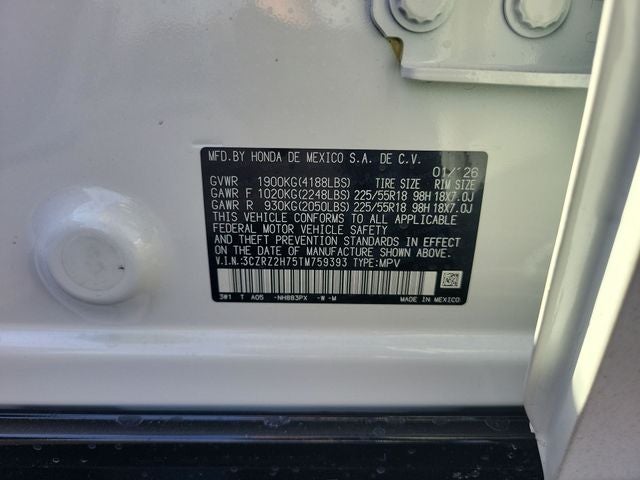 MFD.BY HONDA DE MEXICO S.A. DE C.V.
01/'26
GVWR 1900KG(4188LBS) TIRE SIZE RIM SIZE
GAWR F 1020KG(2248LBS) 225/55R18 98H 18X7.0J
GAWR R 930KG(2050LBS) 225/55R18 98H 18X7.0J
THIS VEHICLE CONFORMS TO ALL APPLICABLE
FEDERAL MOTOR VEHICLE SAFETY
AND THEFT PREVENTION STANDARDS IN EFFECT
ON THE DATE OF MANUFACTURE SHOWN ABOVE.
V.I.N.:3CZRZ2H75TM759393 TYPE:MPV
3#1 T A05 -NH883PX -W -M MADE IN MEXICO